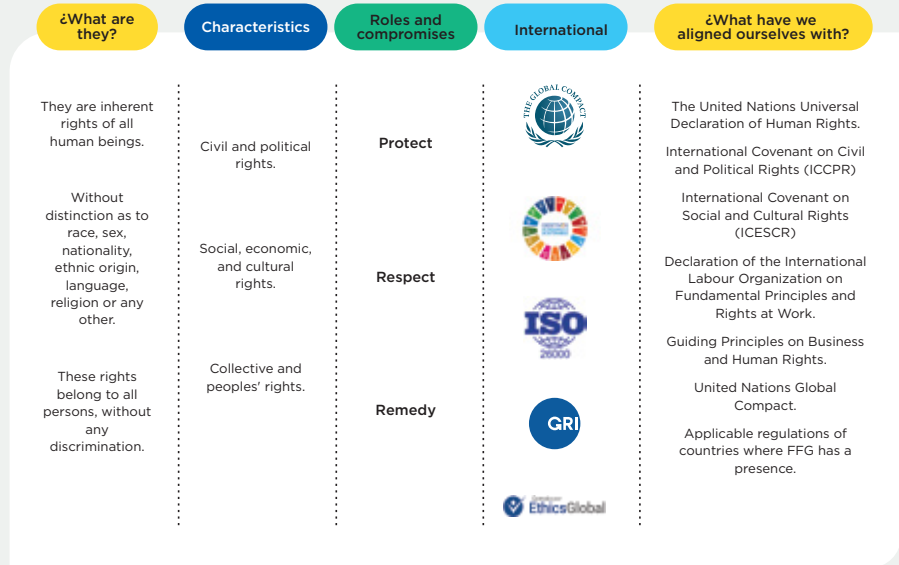 ¿What are
they?
Characteristics
Roles and
compromises
International
¿What have we
aligned ourselves with?
They are inherent
rights of all
human beings.
Without
distinction as to
race, sex,
nationality,
ethnic origin,
language,
religion or any
other.
These rights
belong to all
persons, without
any
discrimination.
Civil and political
rights.
Social, economic,
and cultural
rights.
Collective and
peoples' rights.
Protect
Respect
Remedy
THE GLOBAL COMPACT
ISO
26000
GRI
EthicsGlobal
The United Nations Universal
Declaration of Human Rights.
International Covenant on Civil
and Political Rights (ICCPR)
International Covenant on
Social and Cultural Rights
(ICESCR)
Declaration of the International
Labour Organization on
Fundamental Principles and
Rights at Work.
Guiding Principles on Business
and Human Rights.
United Nations Global
Compact.
Applicable regulations of
countries where FFG has a
presence.